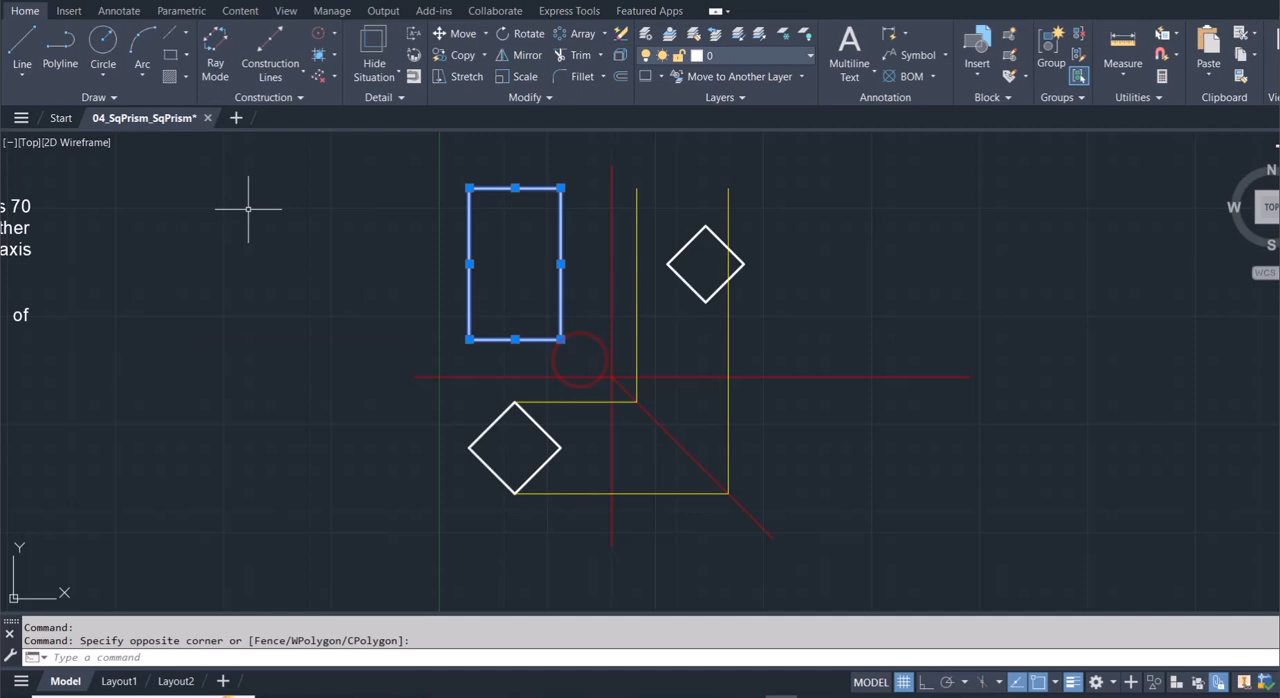 Home Insert Annotate Parametric Content View Manage Output Add-ins Collaborate Express Tools Featured Apps
Line Polyline Circle Arc Ray Mode Construction Lines Hide Situation Move Rotate Array Copy Mirror Trim Stretch Scale Fillet 0 Move to Another Layer Multiline Text Symbol BOM Insert Group Measure Paste
Draw Construction Detail Modify Layers Annotation Block Groups Utilities Clipboard Vi
Start 04_SqPrism_SqPrism*
[−][Top][2D Wireframe]
N
s 70
W TOP
ther
axis
S
WCS
of
Y
X
Command:
Command: Specify opposite corner or [Fence/WPolygon/CPolygon]:
Type a command
Model Layout1 Layout2 MODEL